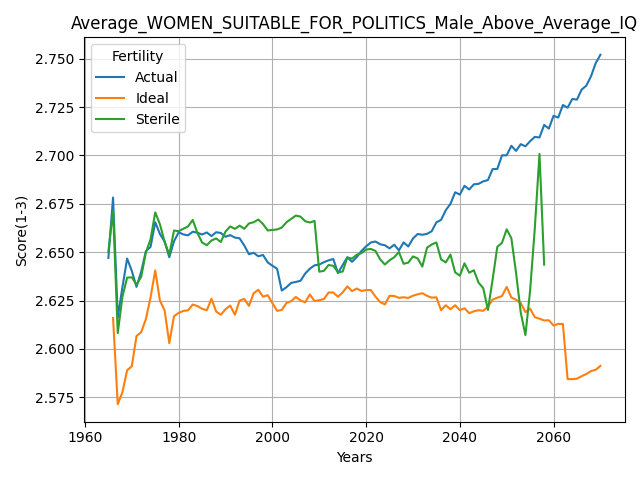 Average_WOMEN_SUITABLE_FOR_POLITICS_Male_Above_Average_IQ
Fertility
Actual
Ideal
Sterile
Score(1-3)
2.750
2.725
2.700
2.675
2.650
2.625
2.600
2.575
1960
1980
2000
2020
2040
2060
Years